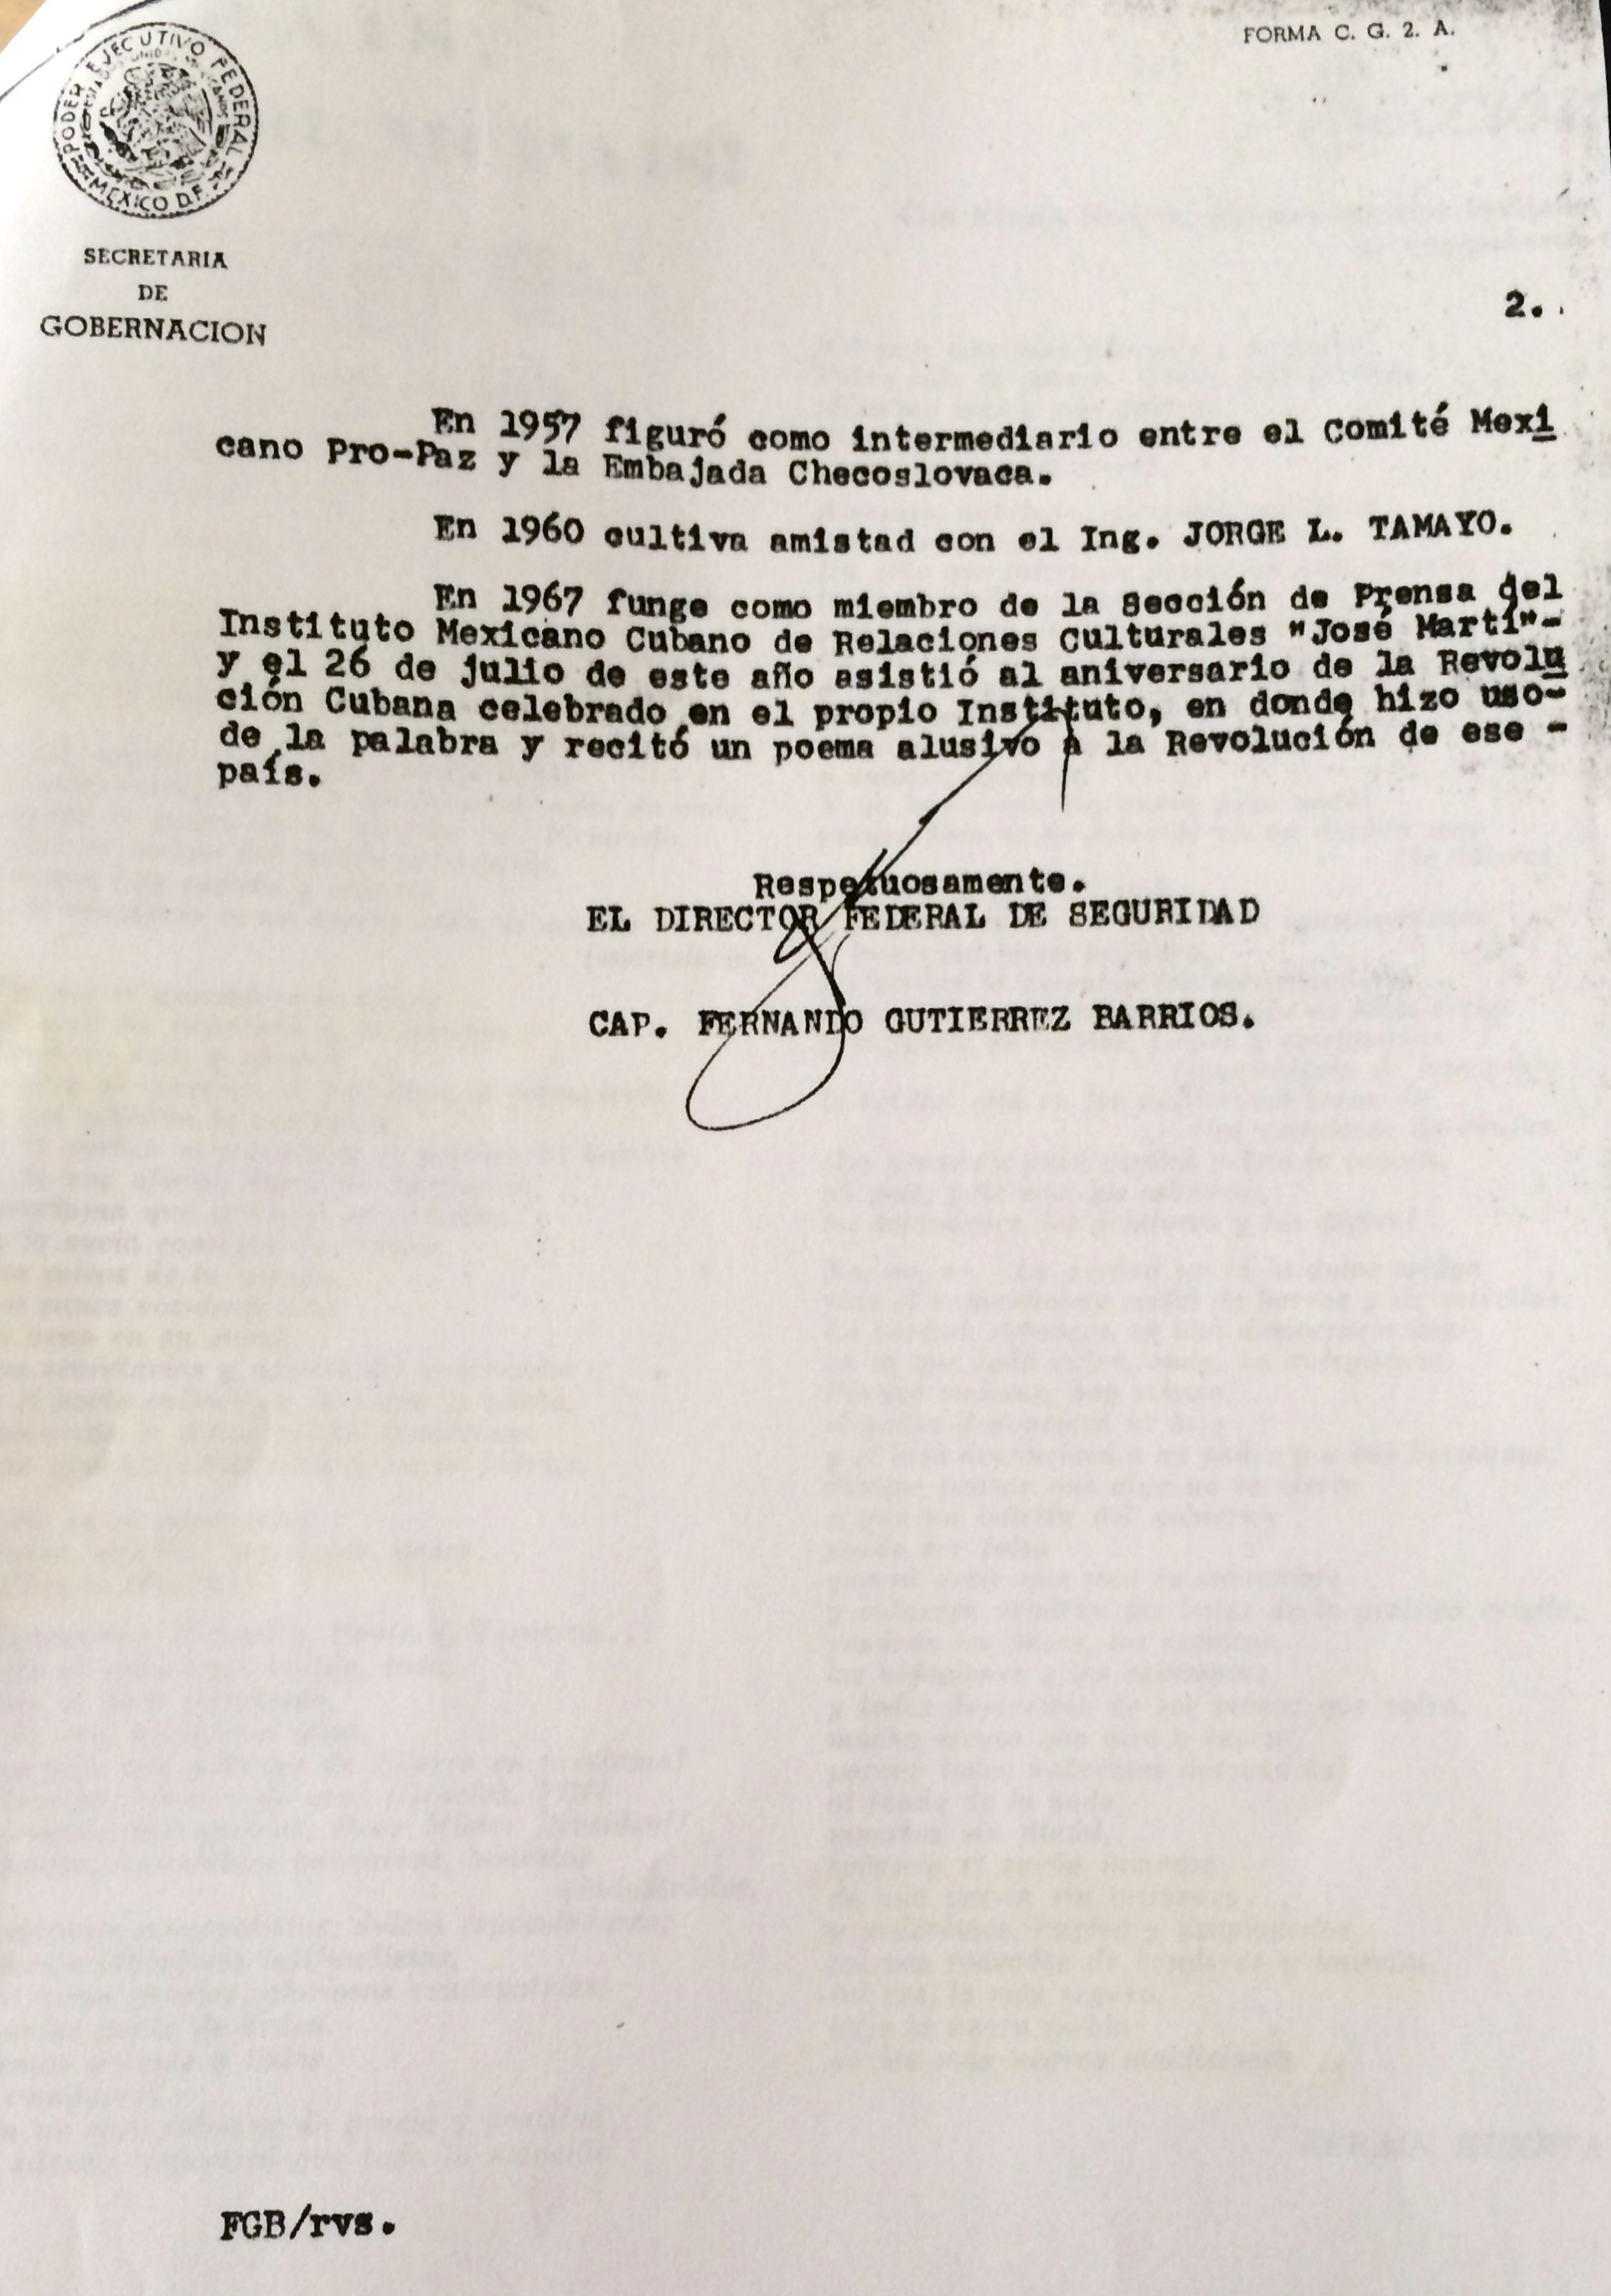 FORMA C. G. 2. A.
PODER EJECUTIVO FEDERAL
MEXICO D.F.
SECRETARIA
DE
GOBERNACION
2.
En 1957 figuró como intermediario entre el Comité Mexi
cano Pro-Paz y la Embajada Checoslovaca.
En 1960 cultiva amistad con el Ing. JORGE L. TAMAYO.
En 1967 funge como miembro de la Sección de Prensa del
Instituto Mexicano Cubano de Relaciones Culturales "José Martí"-
y el 26 de julio de este año asistió al aniversario de la Revolu
ción Cubana celebrado en el propio Instituto, en donde hizo uso-
de la palabra y recitó un poema alusivo a la Revolución de ese -
país.
Respetuosamente.
EL DIRECTOR FEDERAL DE SEGURIDAD
CAP. FERNANDO GUTIERREZ BARRIOS.
FGB/rvs.